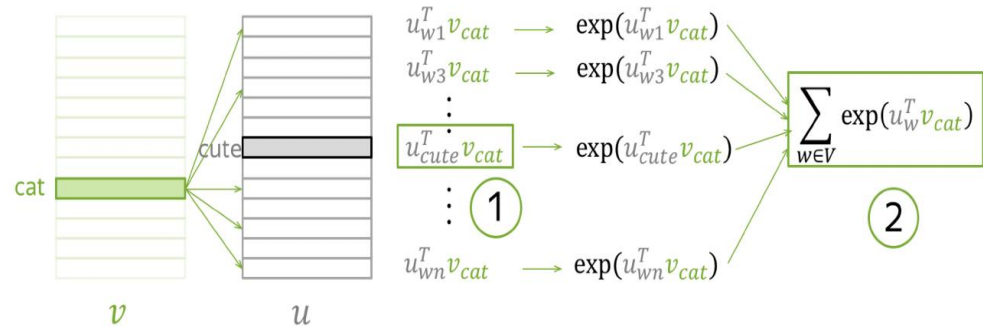 u_{w1}^T v_{cat} exp(u_{w1}^T v_{cat})
u_{w3}^T v_{cat} exp(u_{w3}^T v_{cat})
∑_{w∈V} exp(u_w^T v_{cat})
cute u_{cute}^T v_{cat} exp(u_{cute}^T v_{cat})
cat
1
2
u_{wn}^T v_{cat} exp(u_{wn}^T v_{cat})
v u